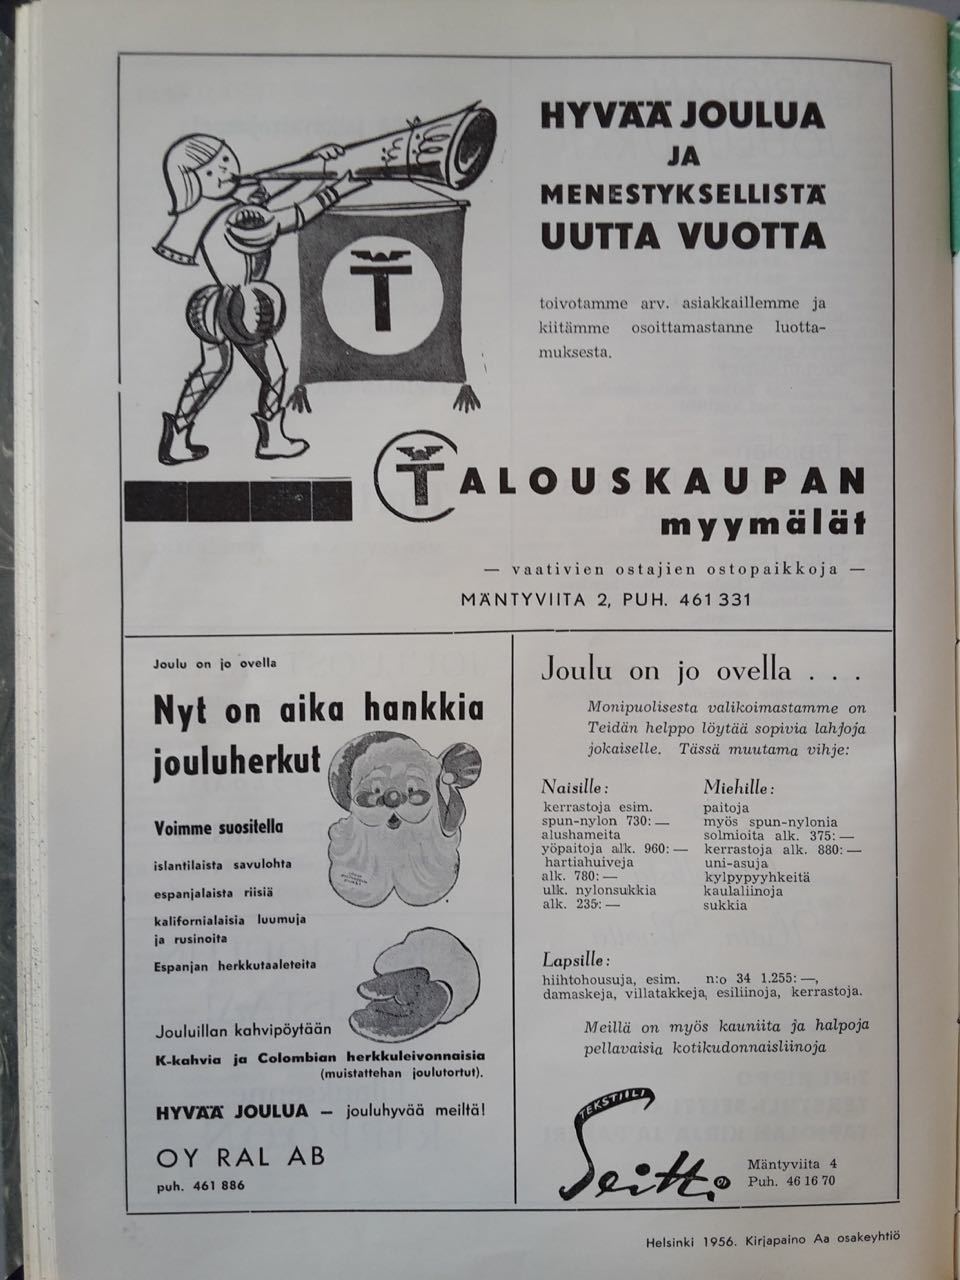 HYVÄÄ JOULUA
JA
MENESTYKSELLISTÄ
UUTTA VUOTTA
toivotamme arv. asiakkaillemme ja
kiitämme osoittamastanne luotta-
muksesta.
T
TALOUSKAUPAN
myymälät
— vaativien ostajien ostopaikkoja —
MÄNTYVIITA 2, PUH. 461 331
Joulu on jo ovella
Nyt on aika hankkia
jouluherkut
Voimme suositella
islantilaista savulohta
espanjalaista riisiä
kalifornialaisia luumuja
ja rusinoita
Espanjan herkkutaateleita
Jouluillan kahvipöytään
K-kahvia ja Colombian herkkuleivonnaisia
(muistattehan joulutortut).
HYVÄÄ JOULUA — jouluhyvää meiltä!
OY RAL AB
puh. 461 886
Joulu on jo ovella . . .
Monipuolisesta valikoimastamme on
Teidän helppo löytää sopivia lahjoja
jokaiselle. Tässä muutama vihje:
Naisille:
kerrastoja esim.
spun-nylon 730: —
alushameita
yöpaitoja alk. 960: —
hartiahuiveja
alk. 780: —
ulk. nylonsukkia
alk. 235: —
Miehille:
paitoja
myös spun-nylonia
solmioita alk. 375: —
kerrastoja alk. 880: —
uni-asuja
kylpypyyhkeitä
kaulaliinoja
sukkia
Lapsille:
hiihtohousuja, esim. n:o 34 1.255: —,
damaskeja, villatakkeja, esiliinoja, kerrastoja.
Meillä on myös kauniita ja halpoja
pellavaisia kotikudonnaisliinoja
TEKSTIILI
Seitti
Mäntyviita 4
Puh. 46 16 70
Helsinki 1956. Kirjapaino Aa osakeyhtiö